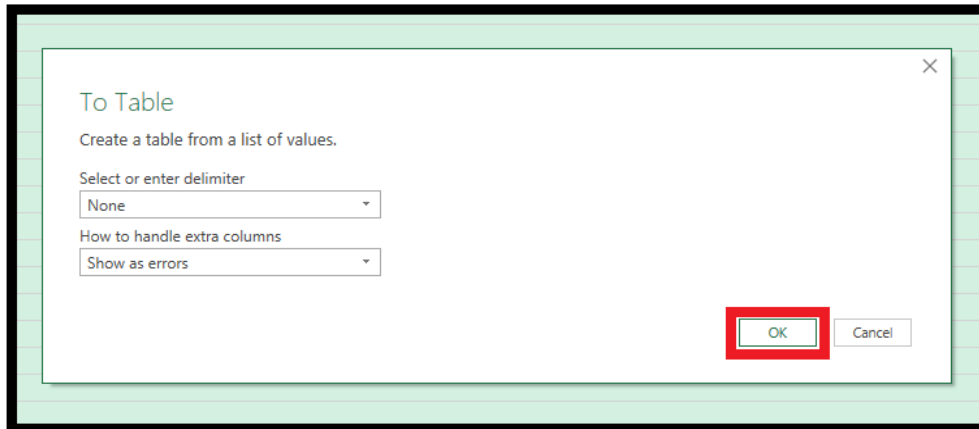 To Table
Create a table from a list of values.
Select or enter delimiter
None
How to handle extra columns
Show as errors
OK Cancel